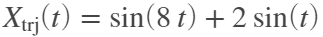 X_trj(t) = sin(8 t) + 2 sin(t)